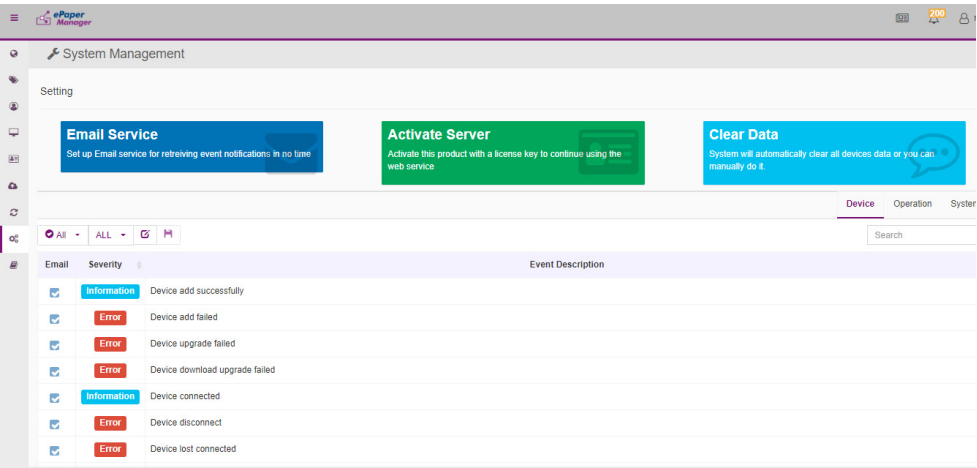 ePaper
Manager
200
System Management
Setting
Email Service
Set up Email service for retreiving event notifications in no time
Activate Server
Activate this product with a license key to continue using the
web service
Clear Data
System will automatically clear all devices data or you can
manually do it.
Device Operation System
All ALL Search
Email Severity Event Description
Information Device add successfully
Error Device add failed
Error Device upgrade failed
Error Device download upgrade failed
Information Device connected
Error Device disconnect
Error Device lost connected